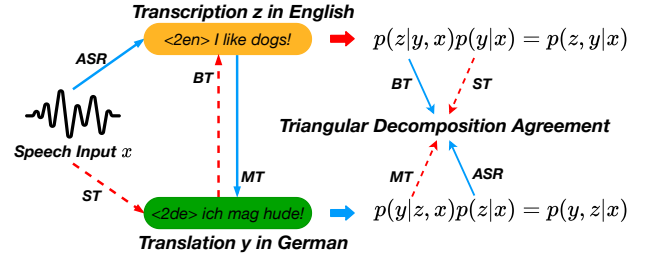 Transcription z in English
<2en> I like dogs!
p(z|y, x)p(y|x) = p(z, y|x)
ASR
BT
BT
ST
Triangular Decomposition Agreement
Speech Input x
ST
MT
MT
ASR
<2de> ich mag hude!
p(y|z, x)p(z|x) = p(y, z|x)
Translation y in German